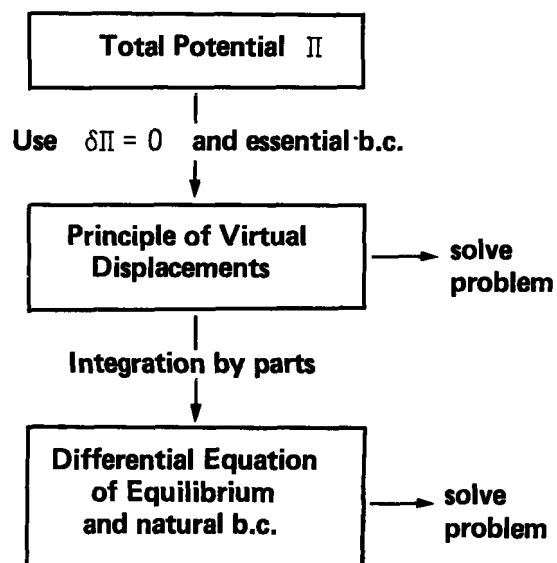 Total Potential Π
Use δΠ = 0 and essential b.c.
Principle of Virtual
Displacements
solve
problem
Integration by parts
Differential Equation
of Equilibrium
and natural b.c.
solve
problem